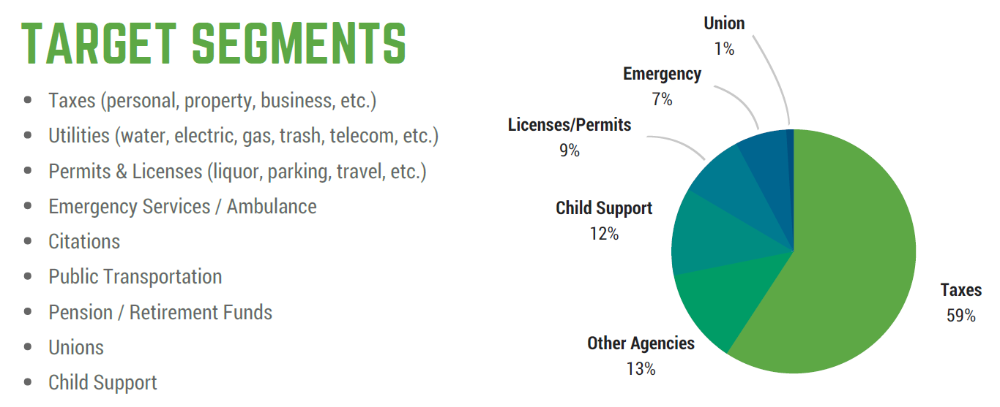 TARGET SEGMENTS
• Taxes (personal, property, business, etc.)
• Utilities (water, electric, gas, trash, telecom, etc.)
• Permits & Licenses (liquor, parking, travel, etc.)
• Emergency Services / Ambulance
• Citations
• Public Transportation
• Pension / Retirement Funds
• Unions
• Child Support
Union
1%
Emergency
7%
Licenses/Permits
9%
Child Support
12%
Other Agencies
13%
Taxes
59%